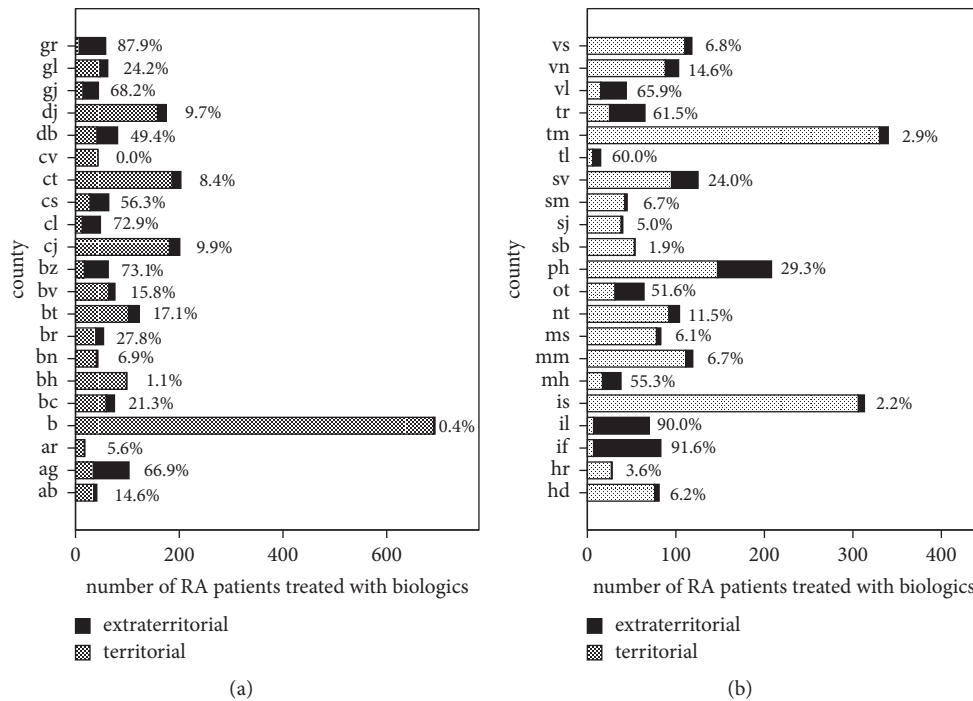 gr 87.9%
gl 24.2%
gj 68.2%
dj 9.7%
db 49.4%
cv 0.0%
ct 8.4%
cs 56.3%
cl 72.9%
cj 9.9%
bz 73.1%
bv 15.8%
bt 17.1%
br 27.8%
bn 6.9%
bh 1.1%
bc 21.3%
b 0.4%
ar 5.6%
ag 66.9%
ab 14.6%
county
0 200 400 600
number of RA patients treated with biologics
extraterritorial
territorial
(a)
vs 6.8%
vn 14.6%
vl 65.9%
tr 61.5%
tm 2.9%
tl 60.0%
sv 24.0%
sm 6.7%
sj 5.0%
sb 1.9%
ph 29.3%
ot 51.6%
nt 11.5%
ms 6.1%
mm 6.7%
mh 55.3%
is 2.2%
il 90.0%
if 91.6%
hr 3.6%
hd 6.2%
county
0 100 200 300 400
number of RA patients treated with biologics
extraterritorial
territorial
(b)